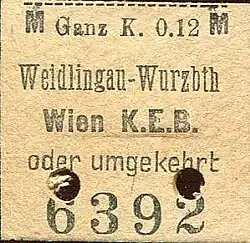 M Ganz K. 0.12 M
Weidlingau-Wurzbth
Wien K.E.B.
oder umgekehrt
6392